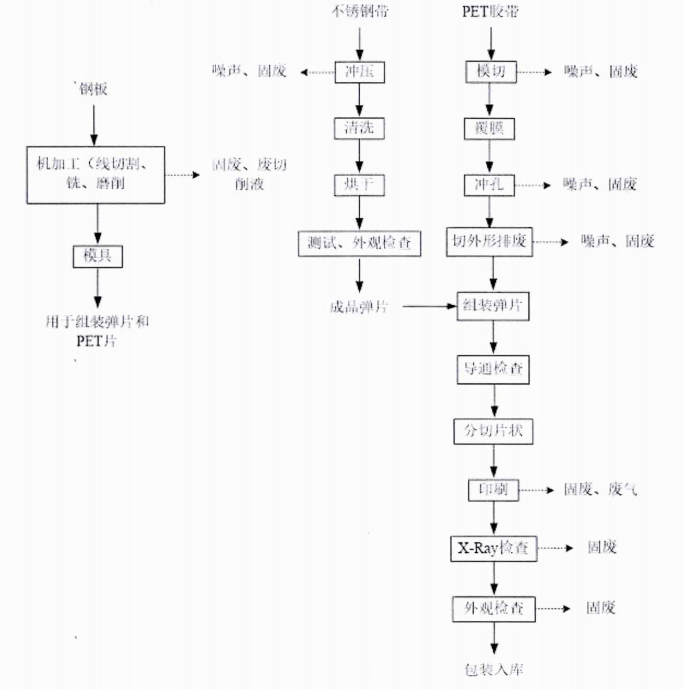 钢板
机加工（线切割、
铣、磨削
固废、废切
削液
模具
用于组装弹片和
PET片
不锈钢带
冲压
噪声、固废
清洗
烘干
测试、外观检查
成品弹片
PET胶带
模切
噪声、固废
覆膜
冲孔
噪声、固废
切外形排废
噪声、固废
组装弹片
导通检查
分切片状
印刷
固废、废气
X-Ray检查
固废
外观检查
固废
包装入库